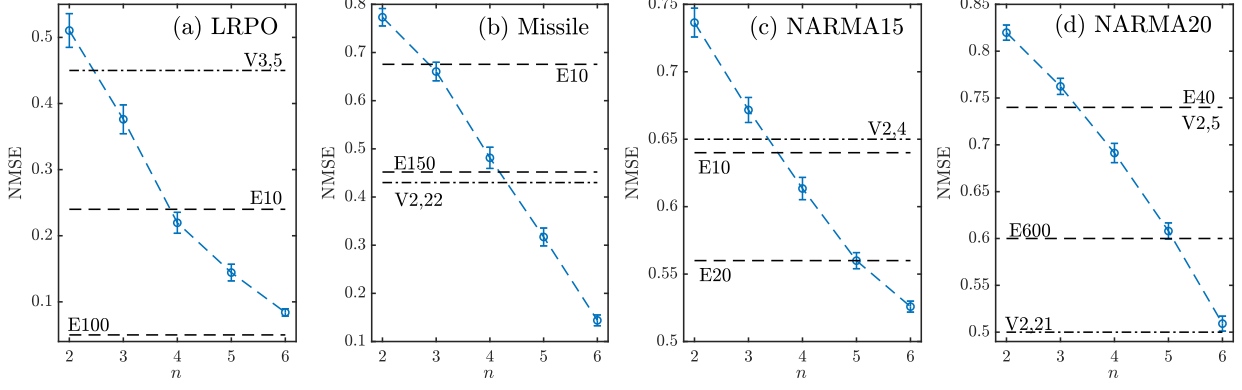 (a) LRPO
NMSE
0.5
0.4
0.3
0.2
0.1
V3,5
E10
E100
2 3 4 5 6
n
(b) Missile
NMSE
0.8
0.7
0.6
0.5
0.4
0.3
0.2
0.1
E10
E150
V2,22
2 3 4 5 6
n
(c) NARMA15
NMSE
0.75
0.7
0.65
0.6
0.55
0.5
V2,4
E10
E20
2 3 4 5 6
n
(d) NARMA20
NMSE
0.85
0.8
0.75
0.7
0.65
0.6
0.55
0.5
E40
V2,5
E600
V2,21
2 3 4 5 6
n